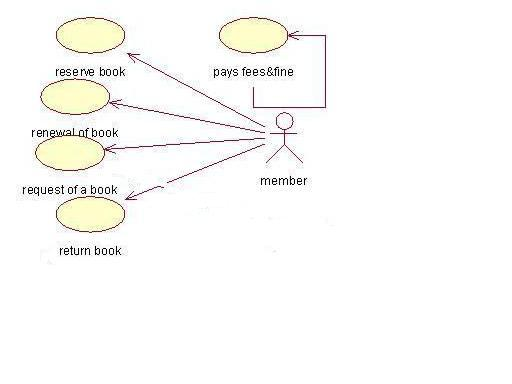 reserve book
pays fees&fine
renewal of book
request of a book
member
return book